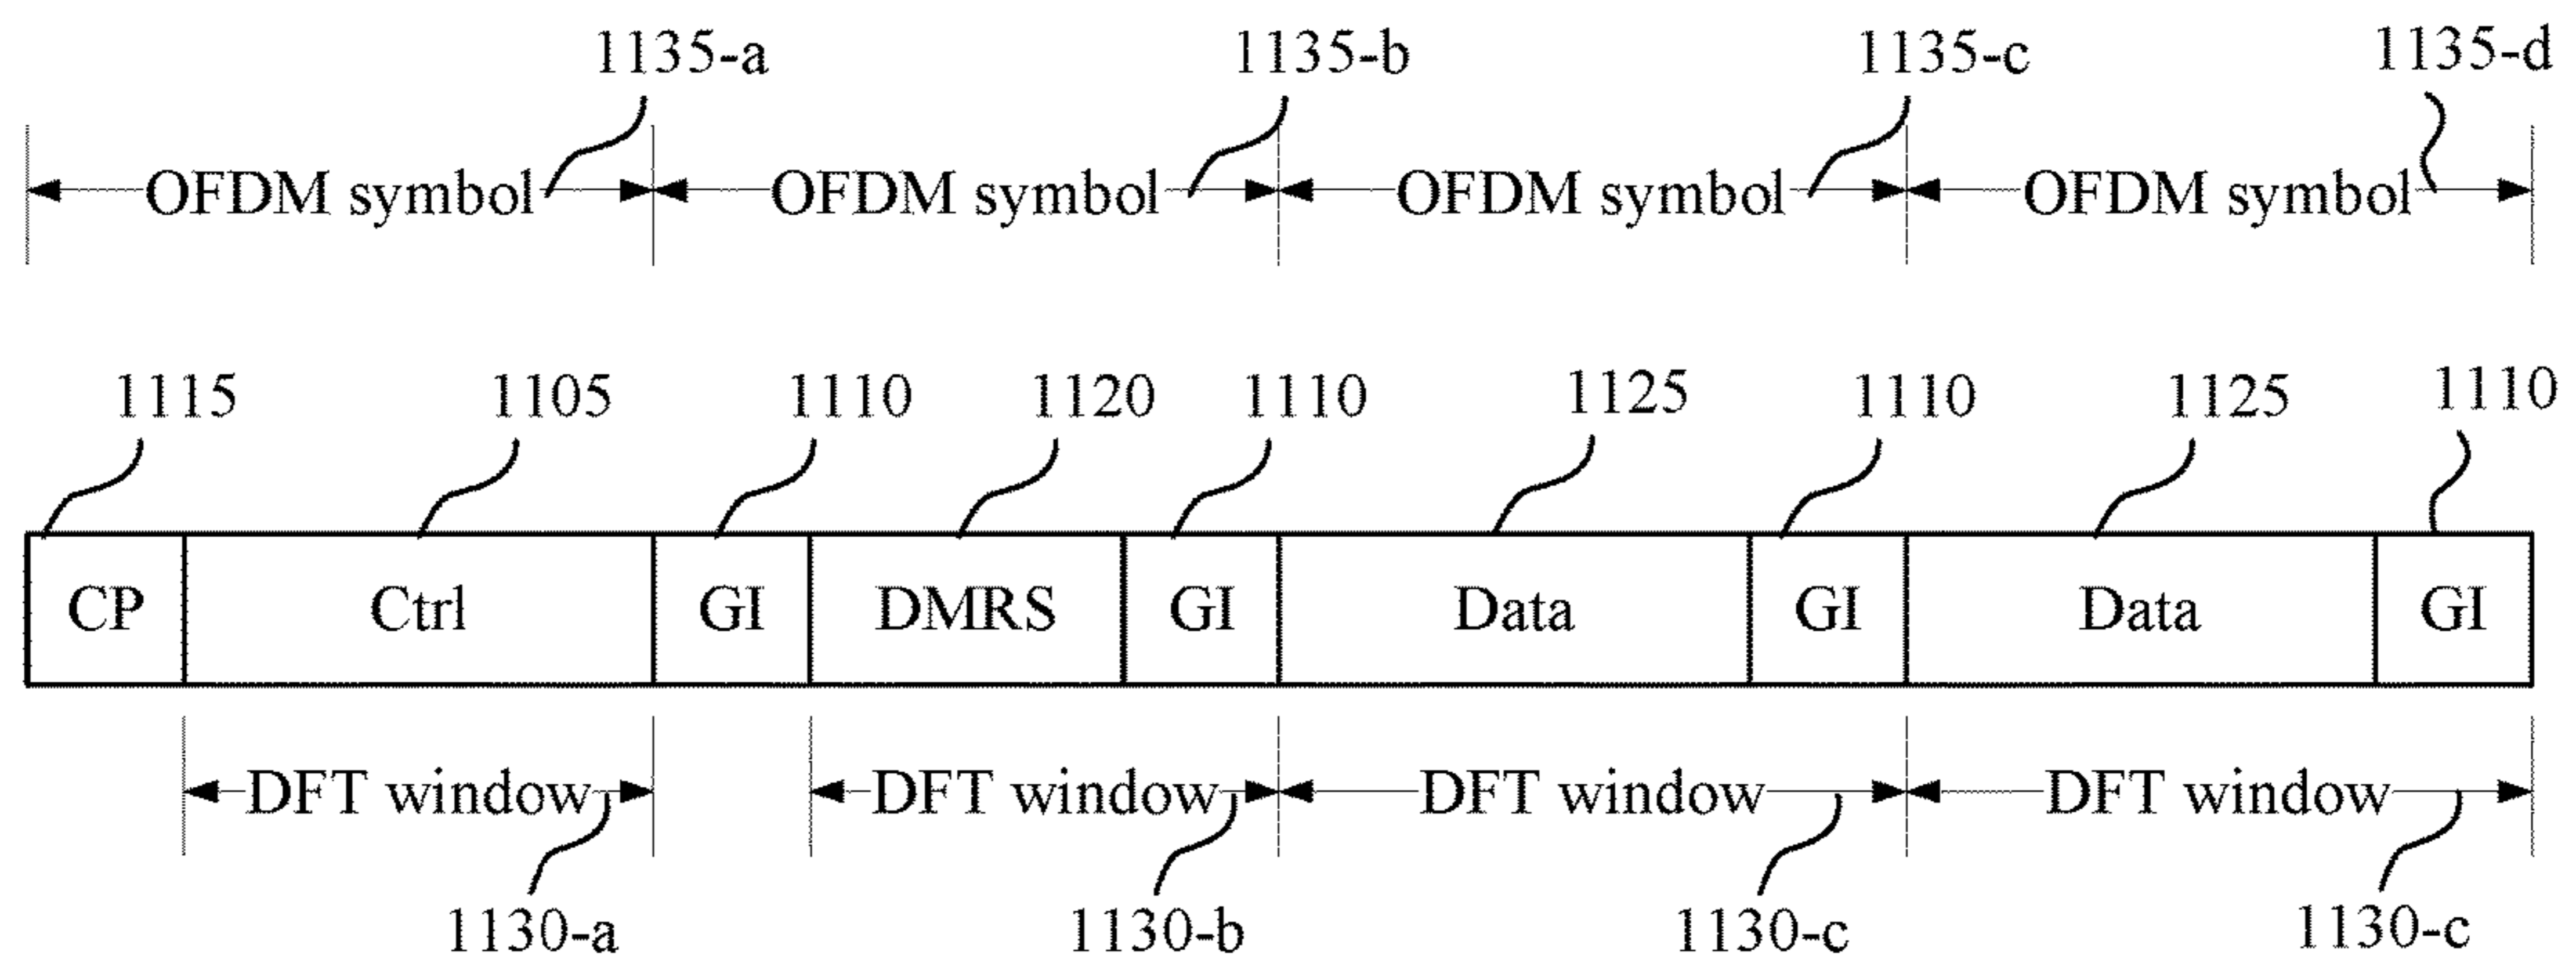 1135-a 1135-b 1135-c 1135-d
OFDM symbol OFDM symbol OFDM symbol OFDM symbol
1115 1105 1110 1120 1110 1125 1110 1125 1110
CP Ctrl GI DMRS GI Data GI Data GI
DFT window DFT window DFT window DFT window
1130-a 1130-b 1130-c 1130-c